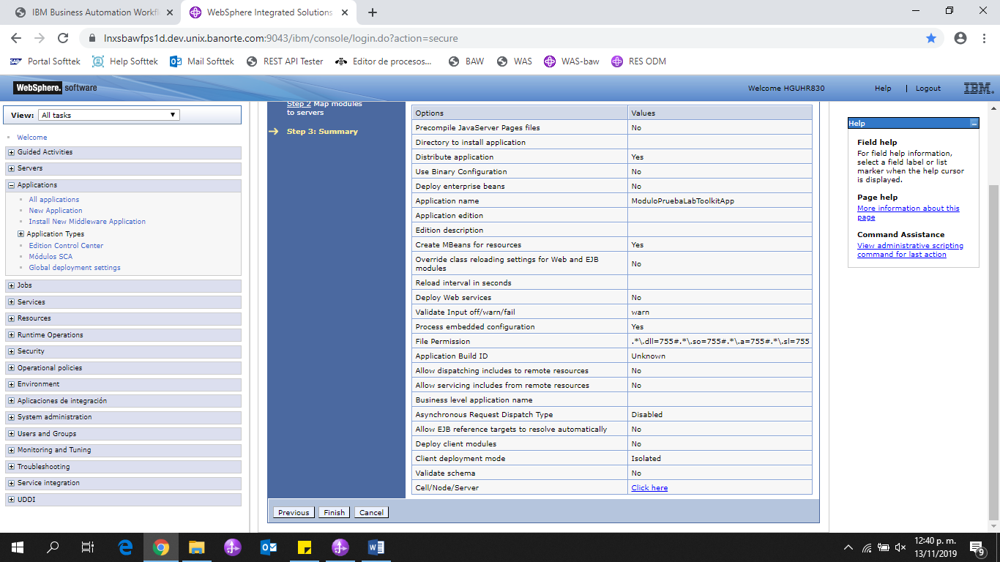 IBM Business Automation Workfl
WebSphere Integrated Solutions
lnxsbawfps1d.dev.unix.banorte.com:9043/ibm/console/login.do?action=secure
Portal Softtek
Help Softtek
Mail Softtek
REST API Tester
Editor de procesos...
BAW
WAS
WAS-baw
RES ODM
WebSphere. software
Welcome HGUHR830
Help | Logout
IBM.
View: All tasks
Welcome
Guided Activities
Servers
Applications
All applications
New Application
Install New Middleware Application
Application Types
Edition Control Center
Módulos SCA
Global deployment settings
Jobs
Services
Resources
Runtime Operations
Security
Operational policies
Environment
Aplicaciones de integración
System administration
Users and Groups
Monitoring and Tuning
Troubleshooting
Service integration
UDDI
Step 2 Map modules
to servers
Step 3: Summary
Options Values
Precompile JavaServer Pages files No
Directory to install application
Distribute application Yes
Use Binary Configuration No
Deploy enterprise beans No
Application name ModuloPruebaLabToolkitApp
Application edition
Edition description
Create MBeans for resources Yes
Override class reloading settings for Web and EJB
modules No
Reload interval in seconds
Deploy Web services No
Validate Input off/warn/fail warn
Process embedded configuration Yes
File Permission .*\.dll=755#.*\.so=755#.*\.a=755#.*\.sl=755
Application Build ID Unknown
Allow dispatching includes to remote resources No
Allow servicing includes from remote resources No
Business level application name
Asynchronous Request Dispatch Type Disabled
Allow EJB reference targets to resolve automatically No
Deploy client modules No
Client deployment mode Isolated
Validate schema No
Cell/Node/Server Click here
Previous Finish Cancel
Help
Field help
For field help information,
select a field label or list
marker when the help cursor
is displayed.
Page help
More information about this
page
Command Assistance
View administrative scripting
command for last action
12:40 p. m.
13/11/2019
9